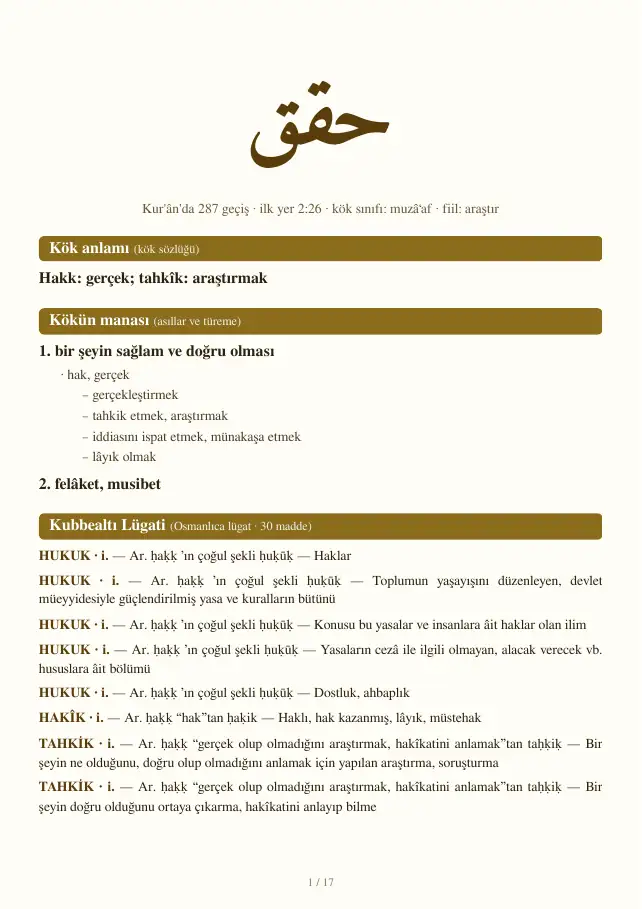 حقق
Kur'ân'da 287 geçiş · ilk yer 2:26 · kök sınıfı: muzâ'af · fiil: araştır
Kök anlamı (kök sözlüğü)
Hakk: gerçek; tahkîk: araştırmak
Kökün manası (asıllar ve türeme)
1. bir şeyin sağlam ve doğru olması
· hak, gerçek
– gerçekleştirmek
– tahkik etmek, araştırmak
– iddiasını ispat etmek, münakaşa etmek
– lâyık olmak
2. felâket, musibet
Kubbealtı Lügati (Osmanlıca lügat · 30 madde)
HUKUK · i. — Ar. ḥaḳḳ ’ın çoğul şekli ḥuḳūḳ — Haklar
HUKUK · i. — Ar. ḥaḳḳ ’ın çoğul şekli ḥuḳūḳ — Toplumun yaşayışını düzenleyen, devlet
müeyyidesiyle güçlendirilmiş yasa ve kuralların bütünü
HUKUK · i. — Ar. ḥaḳḳ ’ın çoğul şekli ḥuḳūḳ — Konusu bu yasalar ve insanlara âit haklar olan ilim
HUKUK · i. — Ar. ḥaḳḳ ’ın çoğul şekli ḥuḳūḳ — Yasaların cezâ ile ilgili olmayan, alacak verecek vb.
hususlara âit bölümü
HUKUK · i. — Ar. ḥaḳḳ ’ın çoğul şekli ḥuḳūḳ — Dostluk, ahbaplık
HAKÎK · i. — Ar. ḥaḳḳ “hak”tan ḥaḳіḳ — Haklı, hak kazanmış, lâyık, müstehak
TAHKİK · i. — Ar. ḥaḳḳ “gerçek olup olmadığını araştırmak, hakîkatini anlamak”tan taḥḳіḳ — Bir
şeyin ne olduğunu, doğru olup olmadığını anlamak için yapılan araştırma, soruşturma
TAHKİK · i. — Ar. ḥaḳḳ “gerçek olup olmadığını araştırmak, hakîkatini anlamak”tan taḥḳіḳ — Bir
şeyin doğru olduğunu ortaya çıkarma, hakîkatini anlayıp bilme
1 / 17